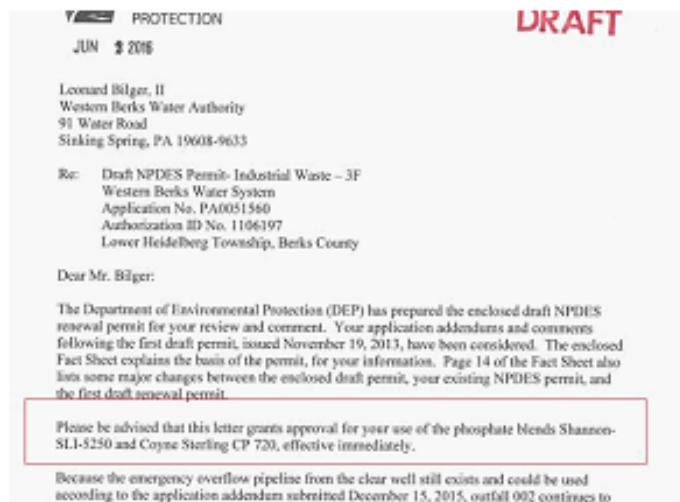 PROTECTION
DRAFT
JUN 3 2016
Leonard Bilger, II
Western Berks Water Authority
91 Water Road
Sinking Spring, PA 19608-9633
Re: Draft NPDES Permit- Industrial Waste – 3F
Western Berks Water System
Application No. PA0051560
Authorization ID No. 1106197
Lower Heidelberg Township, Berks County
Dear Mr. Bilger:
The Department of Environmental Protection (DEP) has prepared the enclosed draft NPDES
renewal permit for your review and comment. Your application addendums and comments
following the first draft permit, issued November 19, 2013, have been considered. The enclosed
Fact Sheet explains the basis of the permit, for your information. Page 14 of the Fact Sheet also
lists some major changes between the enclosed draft permit, your existing NPDES permit, and
the first draft renewal permit.
Please be advised that this letter grants approval for your use of the phosphate blends Shannon-
SLI-5250 and Coyne Sterling CP 720, effective immediately.
Because the emergency overflow pipeline from the clear well still exists and could be used
according to the application addendum submitted December 15, 2015, outfall 002 continues to